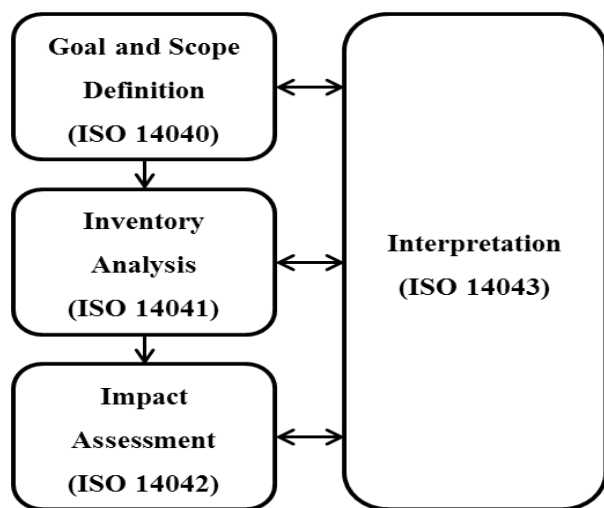 Goal and Scope
Definition
(ISO 14040)
Inventory
Analysis
(ISO 14041)
Impact
Assessment
(ISO 14042)
Interpretation
(ISO 14043)